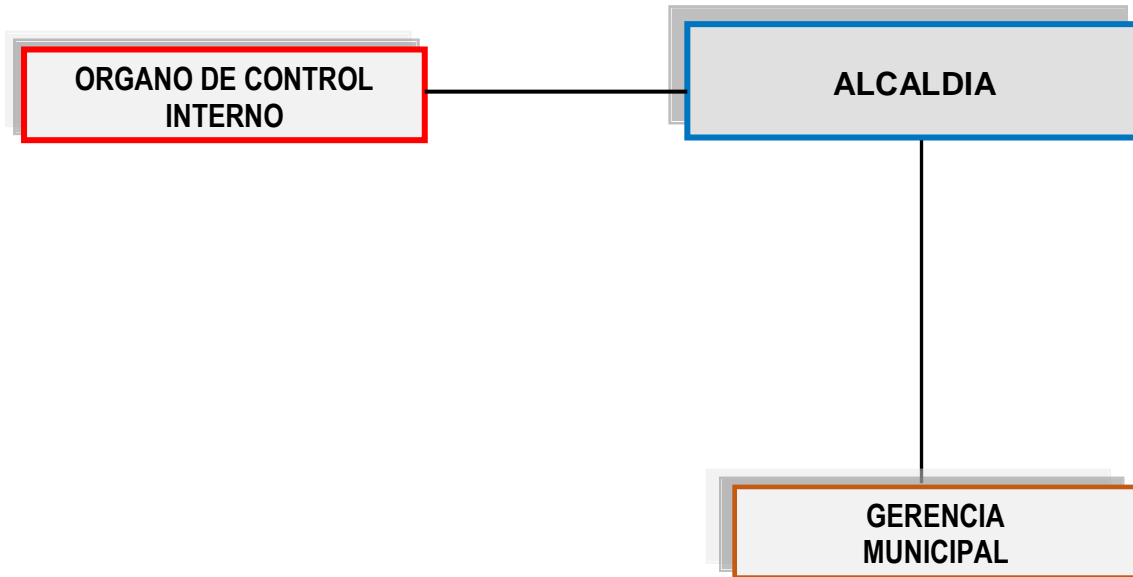 ORGANO DE CONTROL
INTERNO
ALCALDIA
GERENCIA
MUNICIPAL